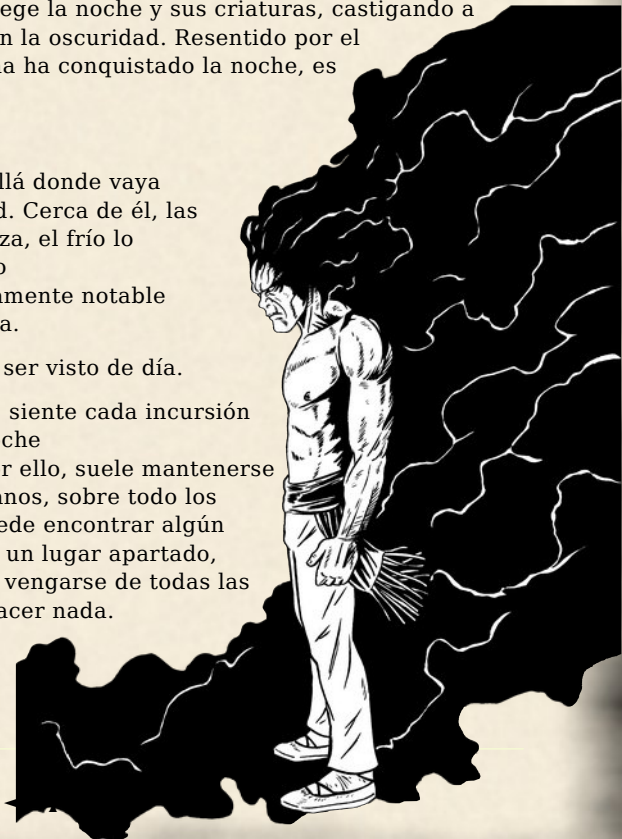 ege la noche y sus criaturas, castigando a
n la oscuridad. Resentido por el
a ha conquistado la noche, es
llá donde vaya
d. Cerca de él, las
za, el frío lo
o
amente notable
a.
ser visto de día.
siente cada incursión
che
r ello, suele mantenerse
anos, sobre todo los
ede encontrar algún
un lugar apartado,
vengarse de todas las
acer nada.